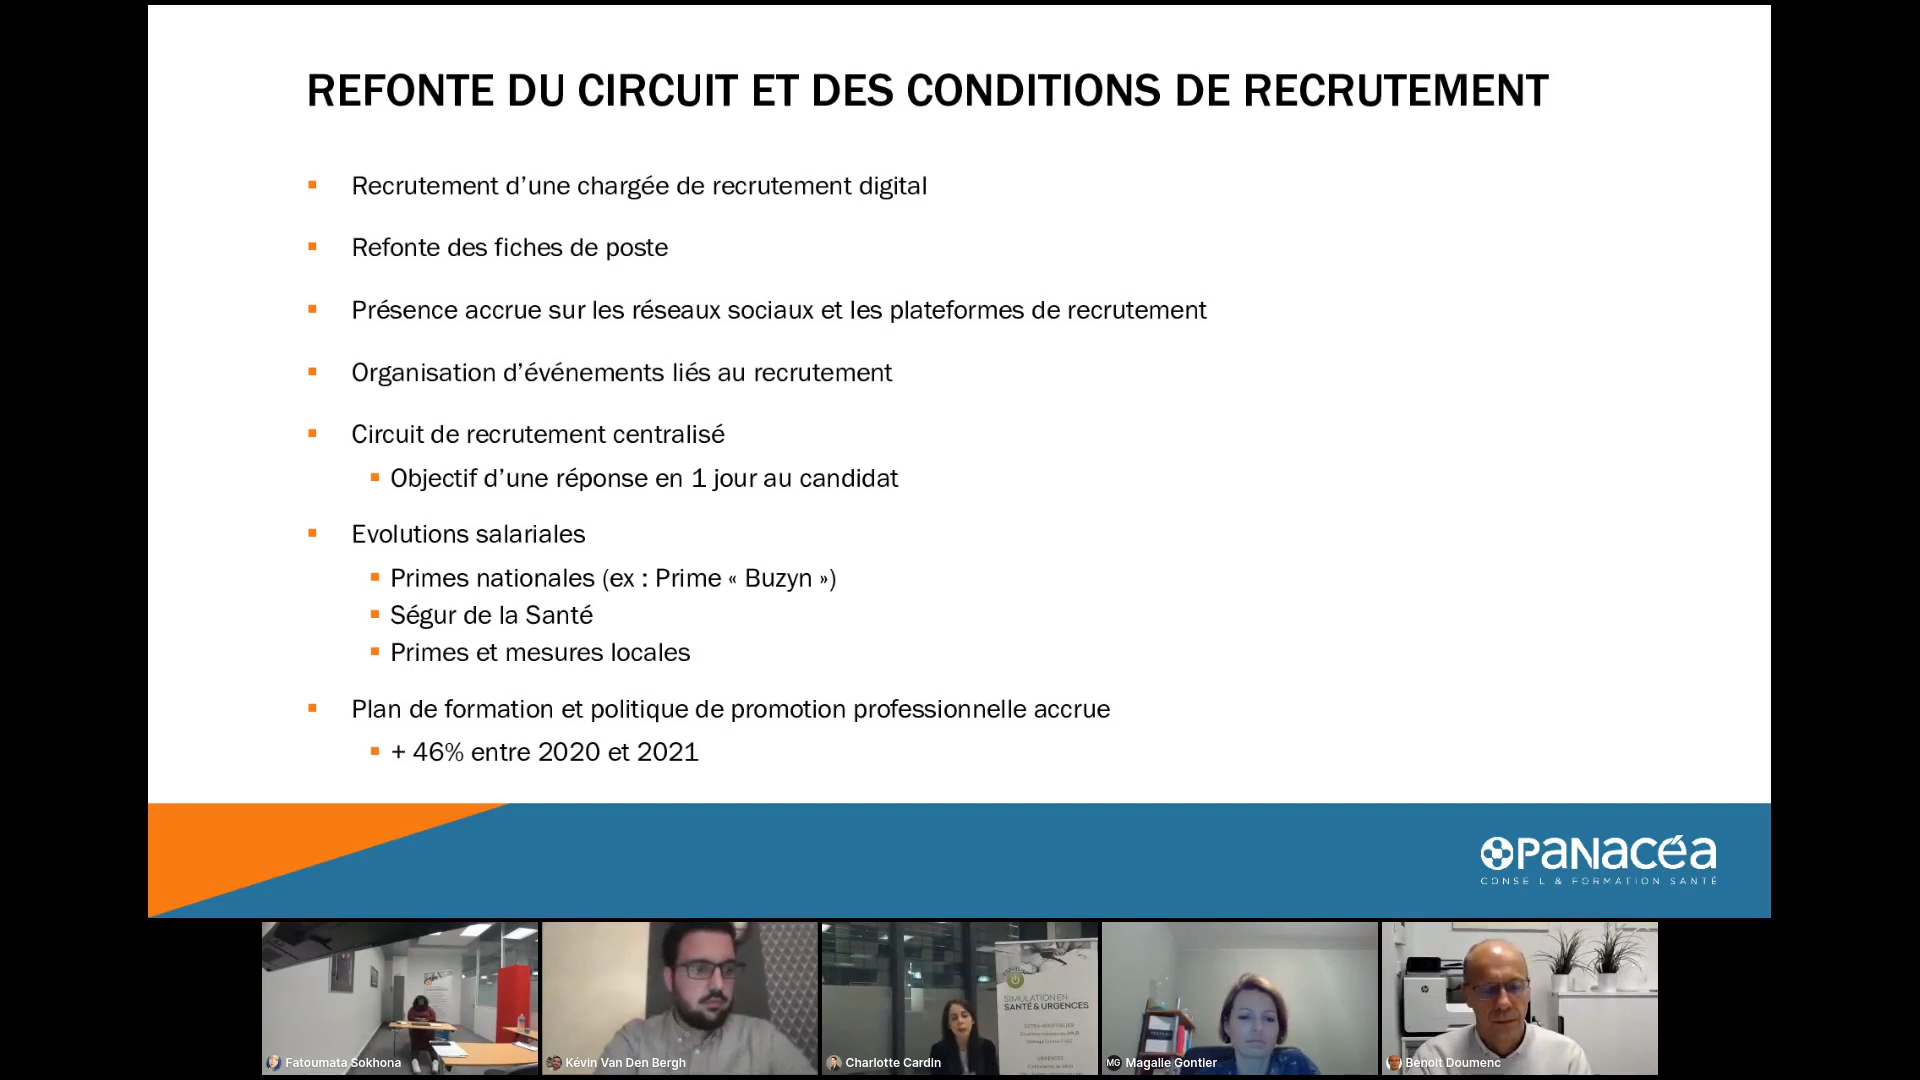 REFONTE DU CIRCUIT ET DES CONDITIONS DE RECRUTEMENT
Recrutement d’une chargée de recrutement digital
Refonte des fiches de poste
Présence accrue sur les réseaux sociaux et les plateformes de recrutement
Organisation d’événements liés au recrutement
Circuit de recrutement centralisé
Objectif d’une réponse en 1 jour au candidat
Evolutions salariales
Primes nationales (ex : Prime « Buzyn »)
Ségur de la Santé
Primes et mesures locales
Plan de formation et politique de promotion professionnelle accrue
+ 46% entre 2020 et 2021
PANACÉA
CONSEIL & FORMATION SANTÉ
SIMULATION EN
SANTÉ & URGENCES
EXTRA-HOSPITALIER
URGENCES
hp
Fatoumata Sokhona
Kévin Van Den Bergh
Charlotte Cardin
MG Magalie Gontier
Benoit Doumenc